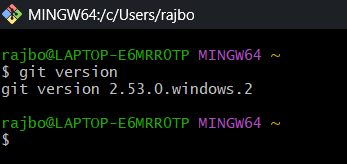 MINGW64:/c/Users/rajbo
rajbo@LAPTOP-E6MRR0TP MINGW64 ~
$ git version
git version 2.53.0.windows.2
rajbo@LAPTOP-E6MRR0TP MINGW64 ~
$